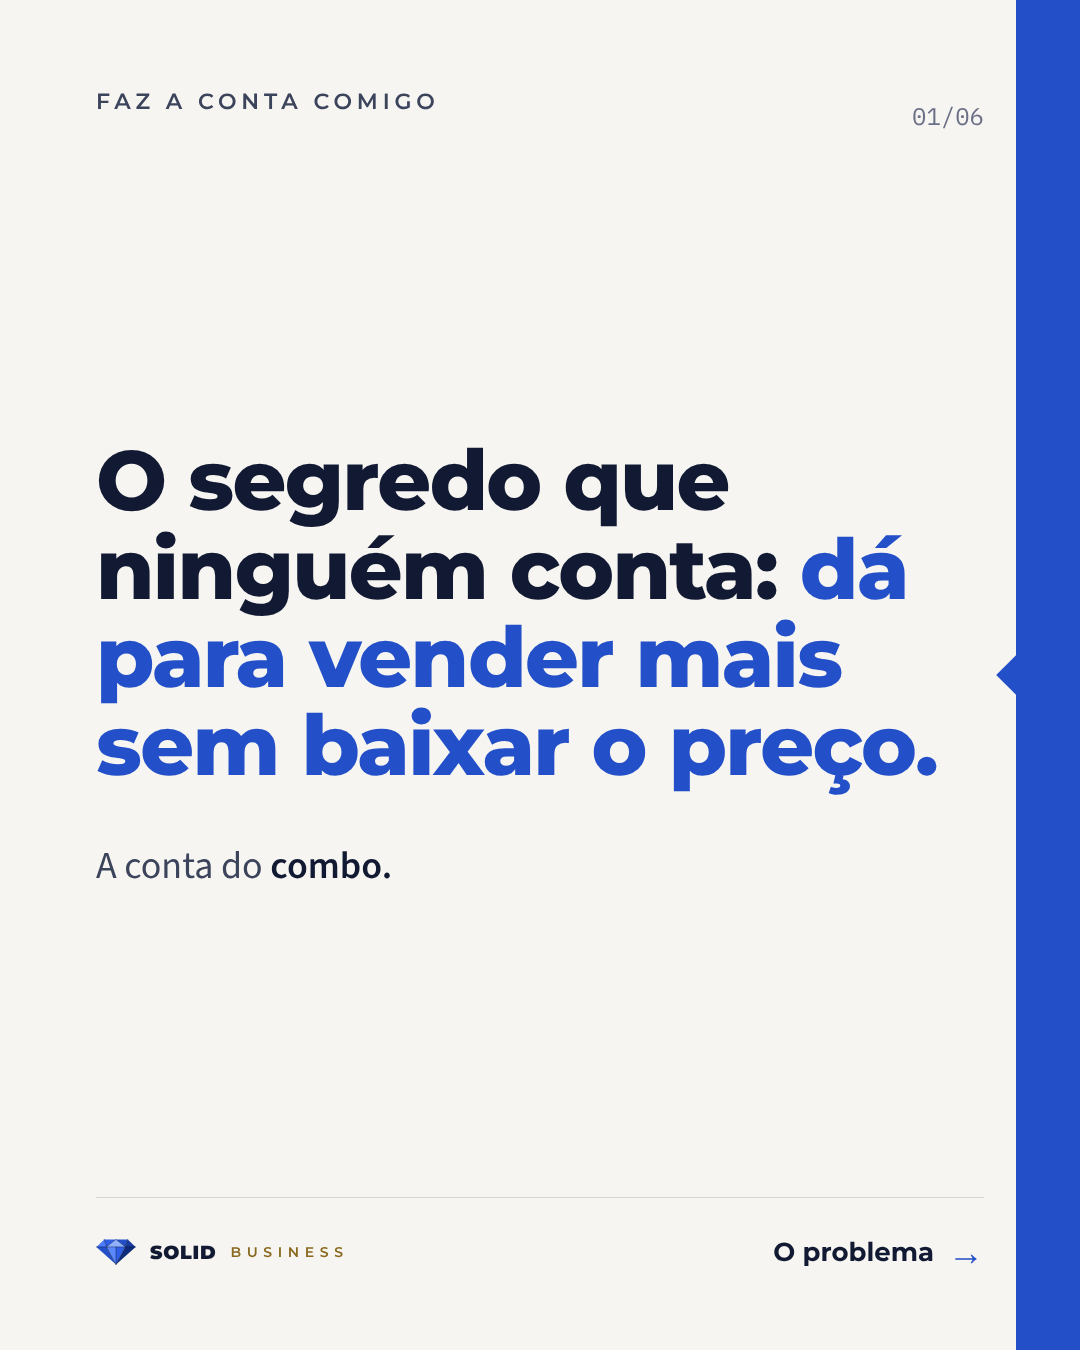 FAZ A CONTA COMIGO
01/06
O segredo que
ninguém conta: dá
para vender mais
sem baixar o preço.
A conta do combo.
SOLID BUSINESS
O problema →